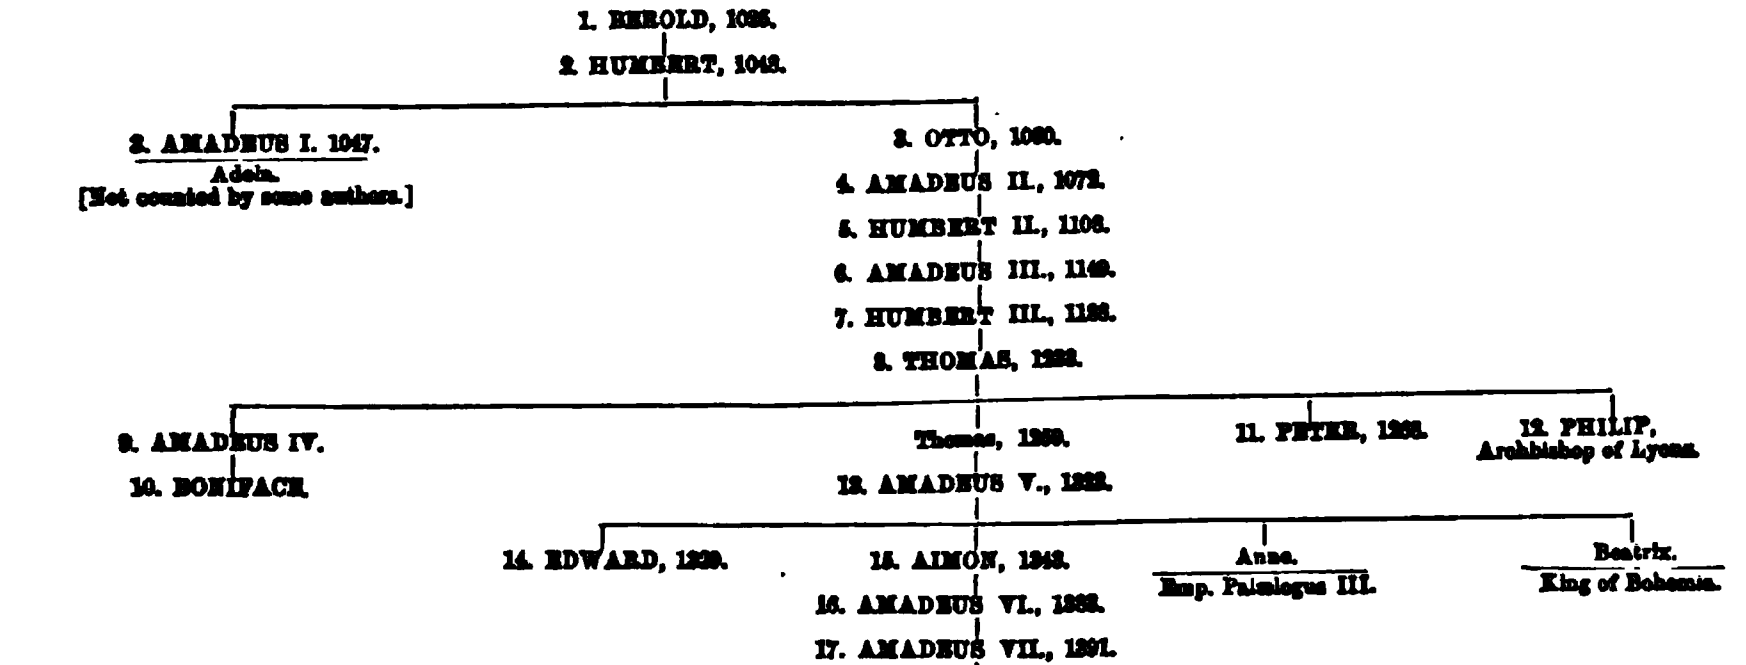 1. BEROLD, 1025.
2. HUMBERT, 1048.
3. AMADEUS I. 1047.
Adela.
[Not counted by some authors.]
3. OTTO, 1060.
4. AMADEUS II., 1072.
5. HUMBERT II., 1103.
6. AMADEUS III., 1149.
7. HUMBERT III., 1188.
8. THOMAS,
9. AMADEUS IV.
10. BONIFACE.
Thomas, 1259.
11. PETER, 1268.
12. PHILIP,
Archbishop of Lyons.
13. AMADEUS V., 1323.
14. EDWARD, 1329.
15. AIMON, 1343.
Anne.
Emp. Palæologus III.
Beatrix.
King of Bohemia.
16. AMADEUS VI., 1383.
17. AMADEUS VII., 1391.